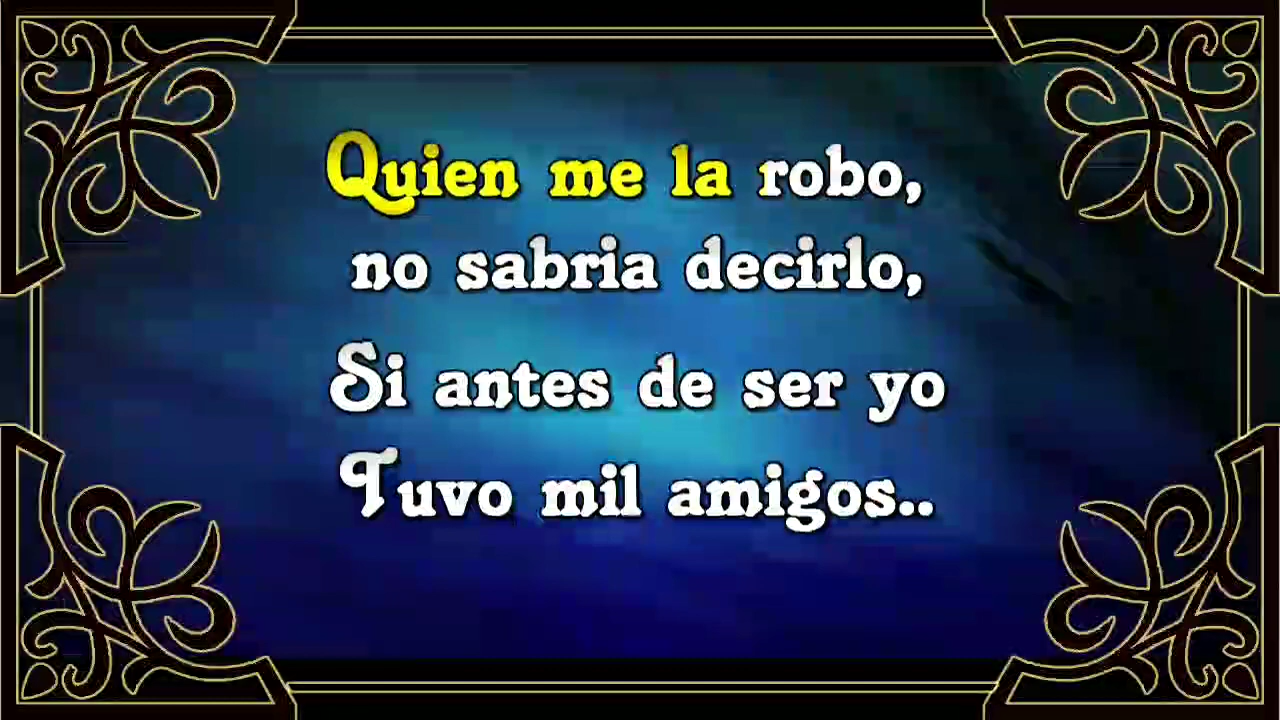 Quien me la robo,
no sabria decirlo,
Si antes de ser yo
Tuvo mil amigos..